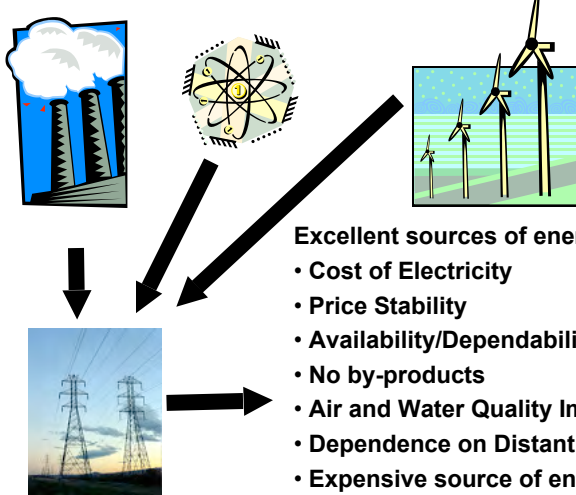 Excellent sources of ener
• Cost of Electricity
• Price Stability
• Availability/Dependabili
• No by-products
• Air and Water Quality Im
• Dependence on Distant
• Expensive source of en